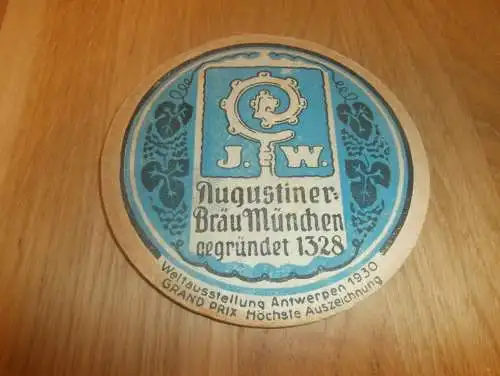 J. W.
Augustiner-
Bräu München
gegründet 1328
Weltausstellung Antwerpen 1930
GRAND PRIX Höchste Auszeichnung